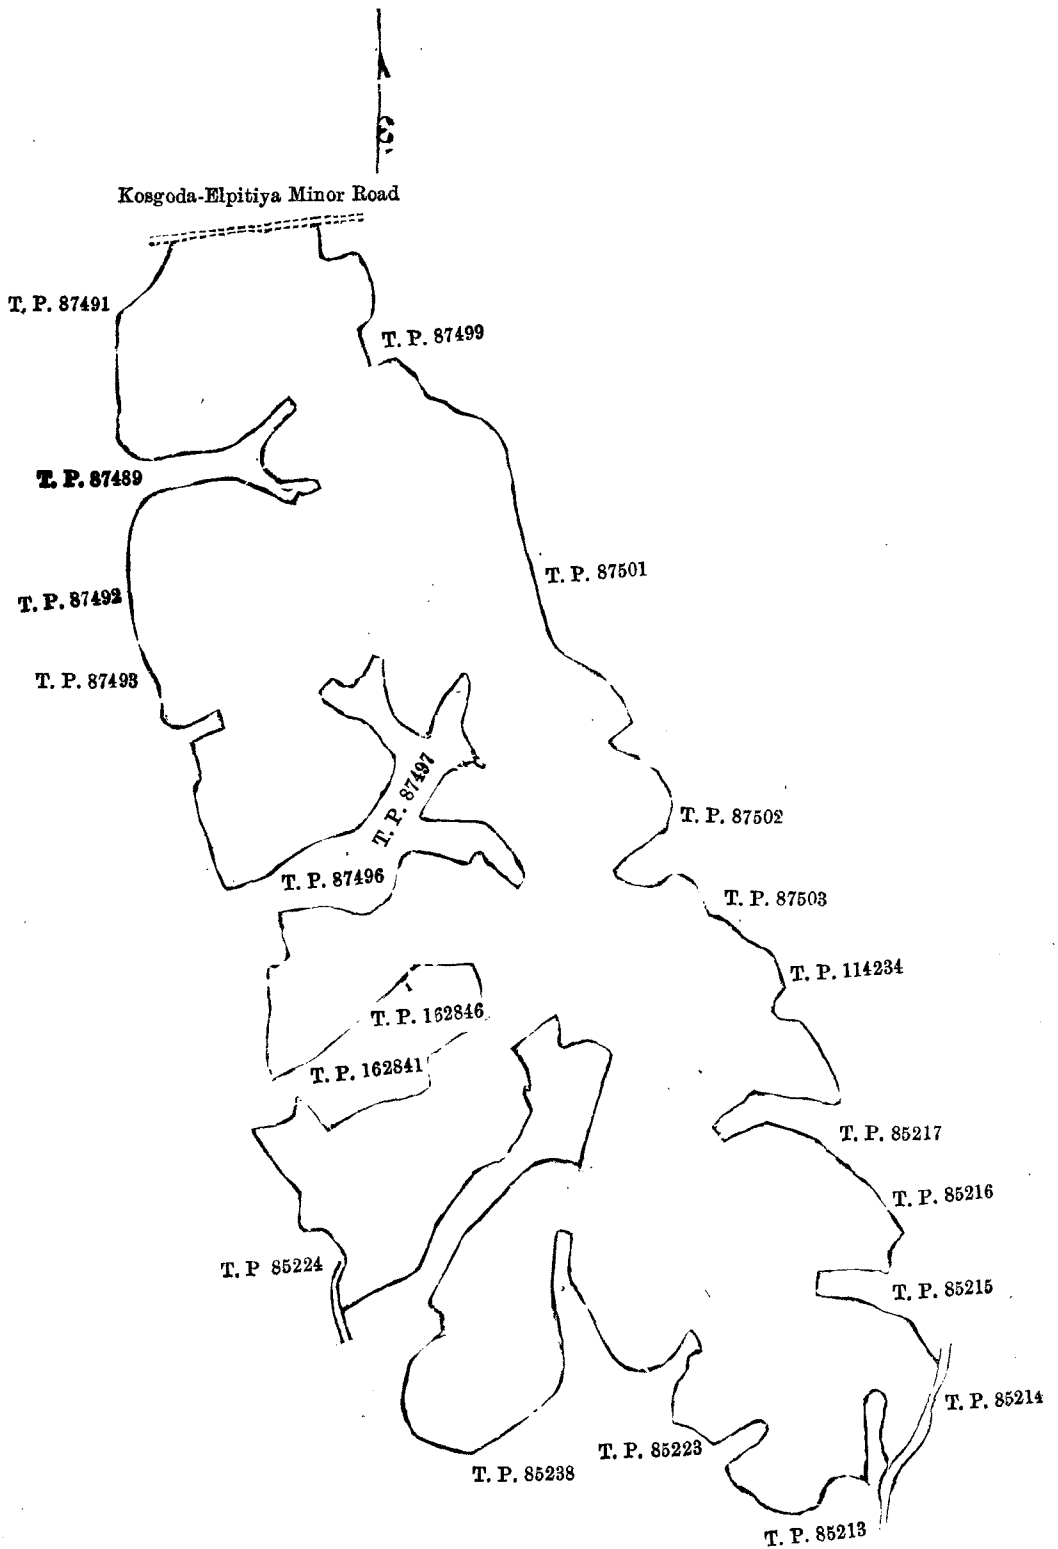 Kosgoda-Elpitiya Minor Road
T. P. 87491
T. P. 87499
T. P. 87489
T. P. 87501
T. P. 87492
T. P. 87493
T. P. 87497
T. P. 87502
T. P. 87496
T. P. 87503
T. P. 114234
T. P. 162846
T. P. 162841
T. P. 85217
T. P. 85216
T. P 85224
T. P. 85215
T. P. 85214
T. P. 85223
T. P. 85238
T. P. 85213